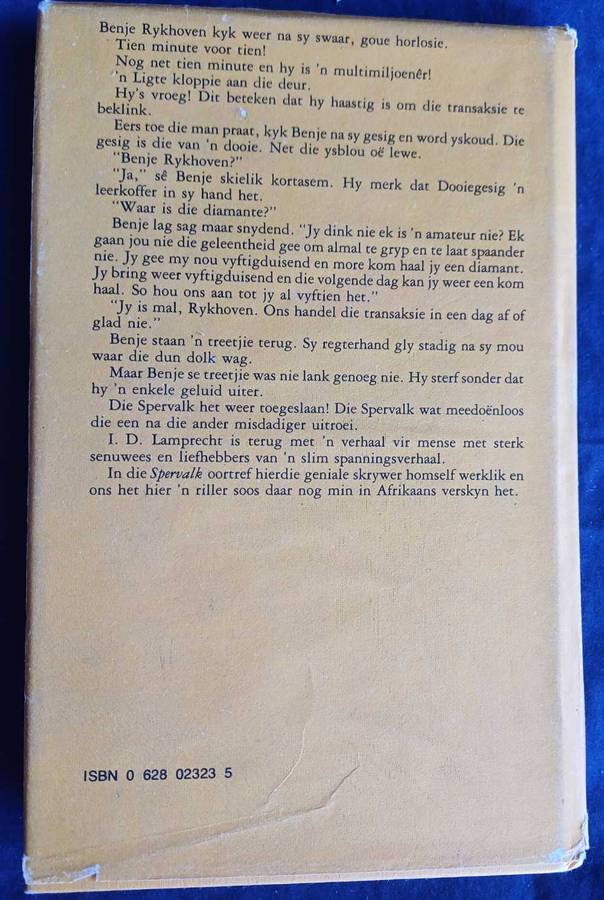 Benje Rykhoven kyk weer na sy swaar, goue horlosie.
Tien minute voor tien!
Nog net tien minute en hy is 'n multimiljoenêr!
'n Ligte kloppie aan die deur.
Hy's vroeg! Dit beteken dat hy haastig is om die transaksie te
beklink.
Eers toe die man praat, kyk Benje na sy gesig en word yskoud. Die
gesig is die van 'n dooie. Net die ysblou oë lewe.
"Benje Rykhoven?"
"Ja," sê Benje skielik kortasem. Hy merk dat Dooiegesig 'n
leerkoffer in sy hand het.
"Waar is die diamante?"
Benje lag sag maar snydend. "Jy dink nie ek is 'n amateur nie? Ek
gaan jou nie die geleentheid gee om almal te gryp en te laat spaander
nie. Jy gee my nou vyftigduisend en more kom haal jy een diamant.
Jy bring weer vyftigduisend en die volgende dag kan jy weer een kom
haal. So hou ons aan tot jy al vyftien het."
"Jy is mal, Rykhoven. Ons handel die transaksie in een dag af of
glad nie."
Benje staan 'n treetjie terug. Sy regterhand gly stadig na sy mou
waar die dun dolk wag.
Maar Benje se treetjie was nie lank genoeg nie. Hy sterf sonder dat
hy 'n enkele geluid uiter.
Die Spervalk het weer toegeslaan! Die Spervalk wat meedoënloos
die een na die ander misdadiger uitroei.
I. D. Lamprecht is terug met 'n verhaal vir mense met sterk
senuwees en liefhebbers van 'n slim spanningsverhaal.
In die Spervalk oortref hierdie geniale skrywer homself werklik en
ons het hier 'n riller soos daar nog min in Afrikaans verskyn het.
ISBN 0 628 02323 5